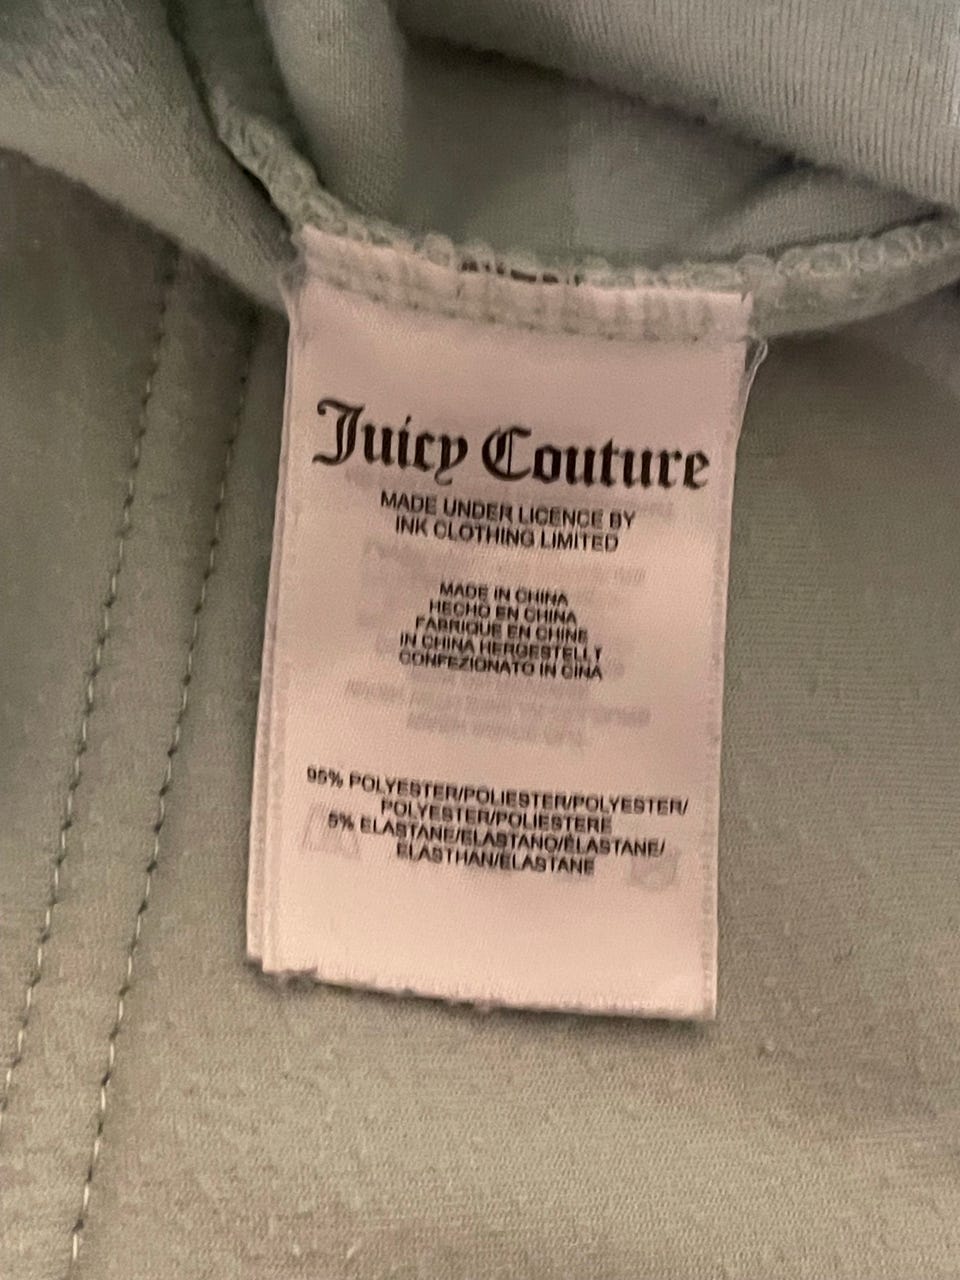 Juicy Couture
MADE UNDER LICENCE BY
INK CLOTHING LIMITED
MADE IN CHINA
HECHO EN CHINA
FABRIQUE EN CHINE
IN CHINA HERGESTELLT
CONFEZIONATO IN CINA
95% POLYESTER/POLIESTER/POLYESTER/
POLYESTER/POLIESTERE
5% ELASTANE/ELASTANO/ÉLASTANE/
ELASTHAN/ELASTANE